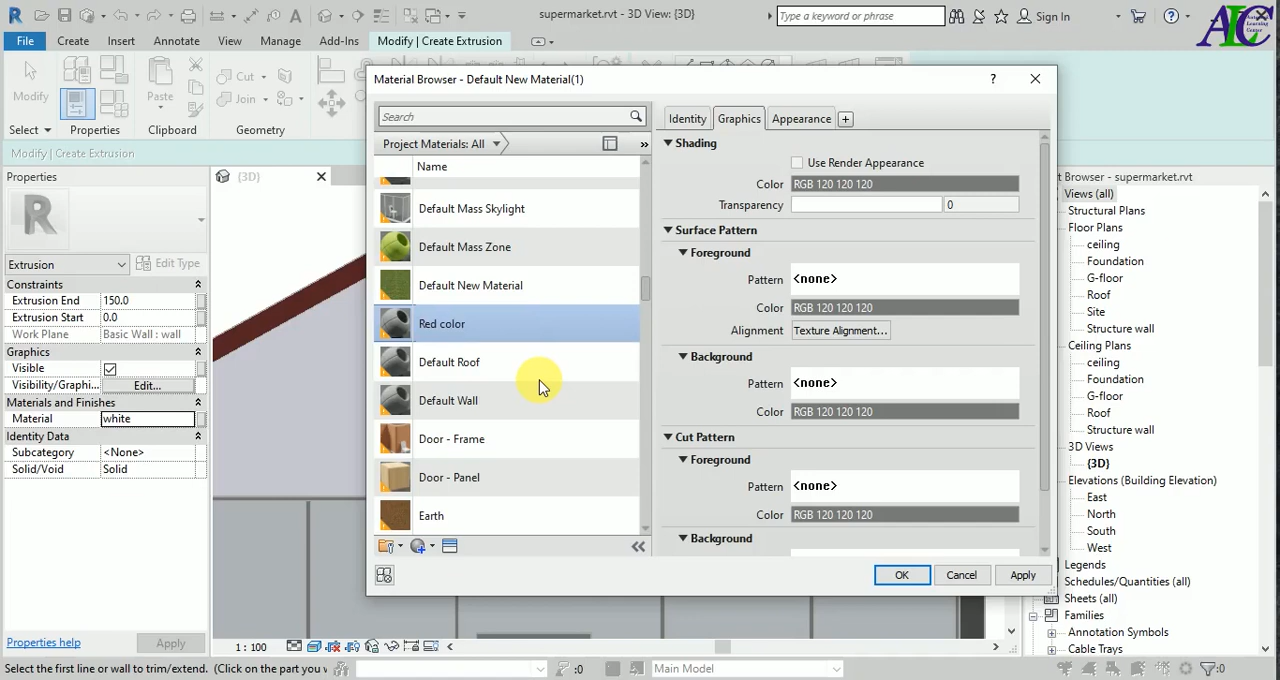 supermarket.rvt - 3D View: {3D}
Type a keyword or phrase
Sign In
ALC
File Create Insert Annotate View Manage Add-Ins Modify | Create Extrusion
Modify
Paste
Cut
Join
Select Properties Clipboard Geometry
Modify | Create Extrusion
Properties
{3D}
Extrusion
Edit Type
Constraints
Extrusion End 150.0
Extrusion Start 0.0
Work Plane Basic Wall : wall
Graphics
Visible
Visibility/Graphi... Edit...
Materials and Finishes
Material white
Identity Data
Subcategory <None>
Solid/Void Solid
Properties help
Apply
Material Browser - Default New Material(1)
?
Search
Project Materials: All
»
Name
Default Mass Skylight
Default Mass Zone
Default New Material
Red color
Default Roof
Default Wall
Door - Frame
Door - Panel
Earth
Identity Graphics Appearance
Shading
Use Render Appearance
Color RGB 120 120 120
Transparency 0
Surface Pattern
Foreground
Pattern <none>
Color RGB 120 120 120
Alignment Texture Alignment...
Background
Pattern <none>
Color RGB 120 120 120
Cut Pattern
Foreground
Pattern <none>
Color RGB 120 120 120
Background
OK Cancel Apply
t Browser - supermarket.rvt
Views (all)
Structural Plans
Floor Plans
ceiling
Foundation
G-floor
Roof
Site
Structure wall
Ceiling Plans
ceiling
Foundation
G-floor
Roof
Structure wall
3D Views
{3D}
Elevations (Building Elevation)
East
North
South
West
Legends
Schedules/Quantities (all)
Sheets (all)
Families
Annotation Symbols
Cable Trays
1 : 100
Select the first line or wall to trim/extend. (Click on the part you v
:0
Main Model
:0